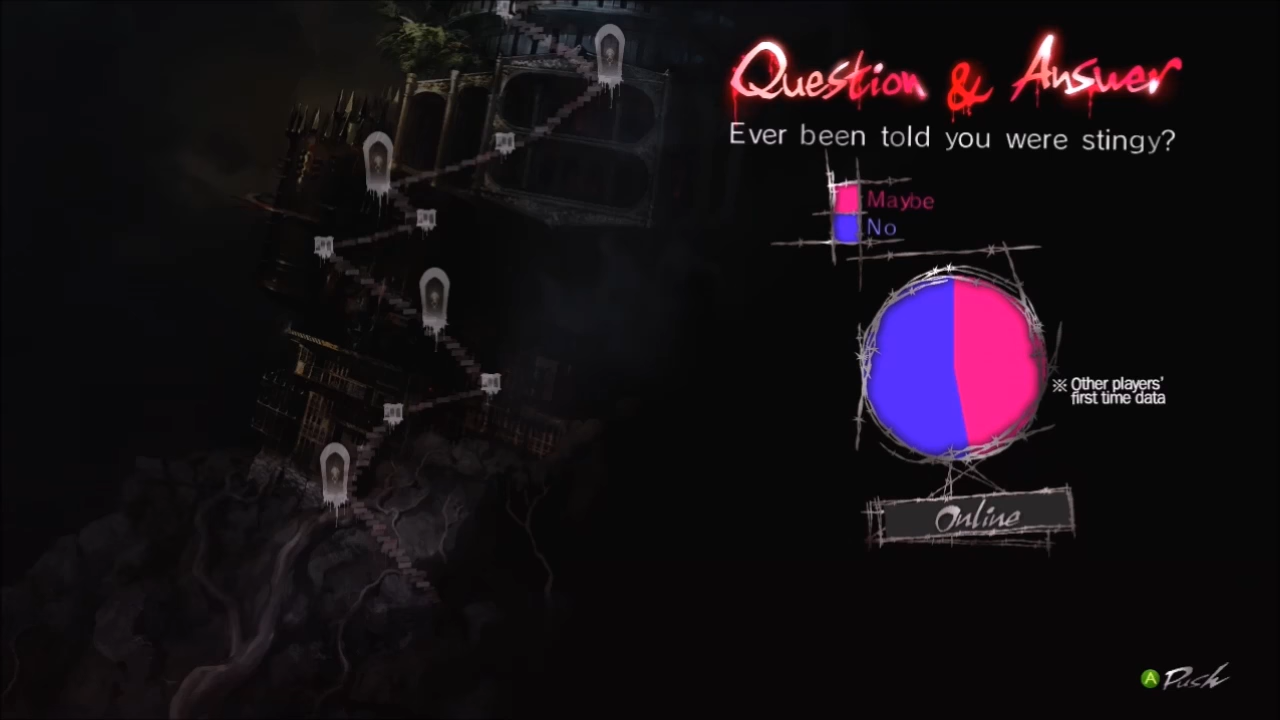 Question & Answer
Ever been told you were stingy?
Maybe
No
※ Other players'
first time data
Online
A Push